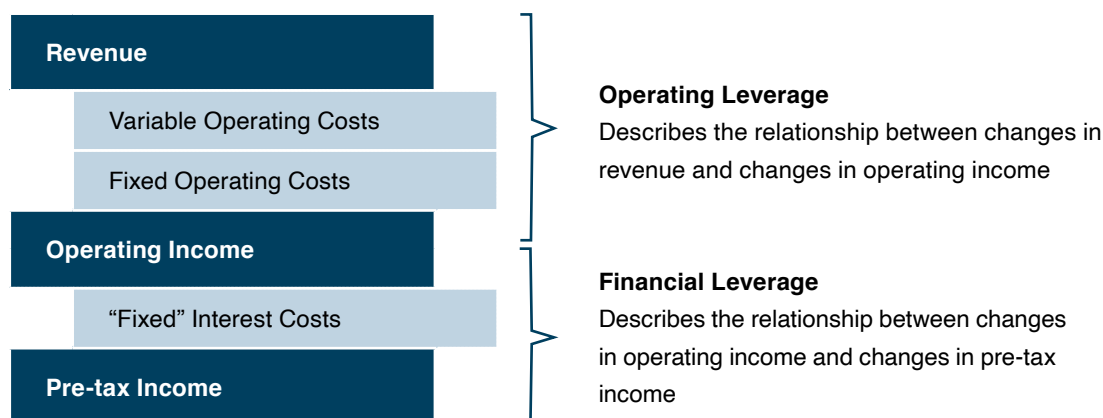 Revenue
Variable Operating Costs
Fixed Operating Costs
Operating Income
“Fixed” Interest Costs
Pre-tax Income
Operating Leverage
Describes the relationship between changes in
revenue and changes in operating income
Financial Leverage
Describes the relationship between changes
in operating income and changes in pre-tax
income